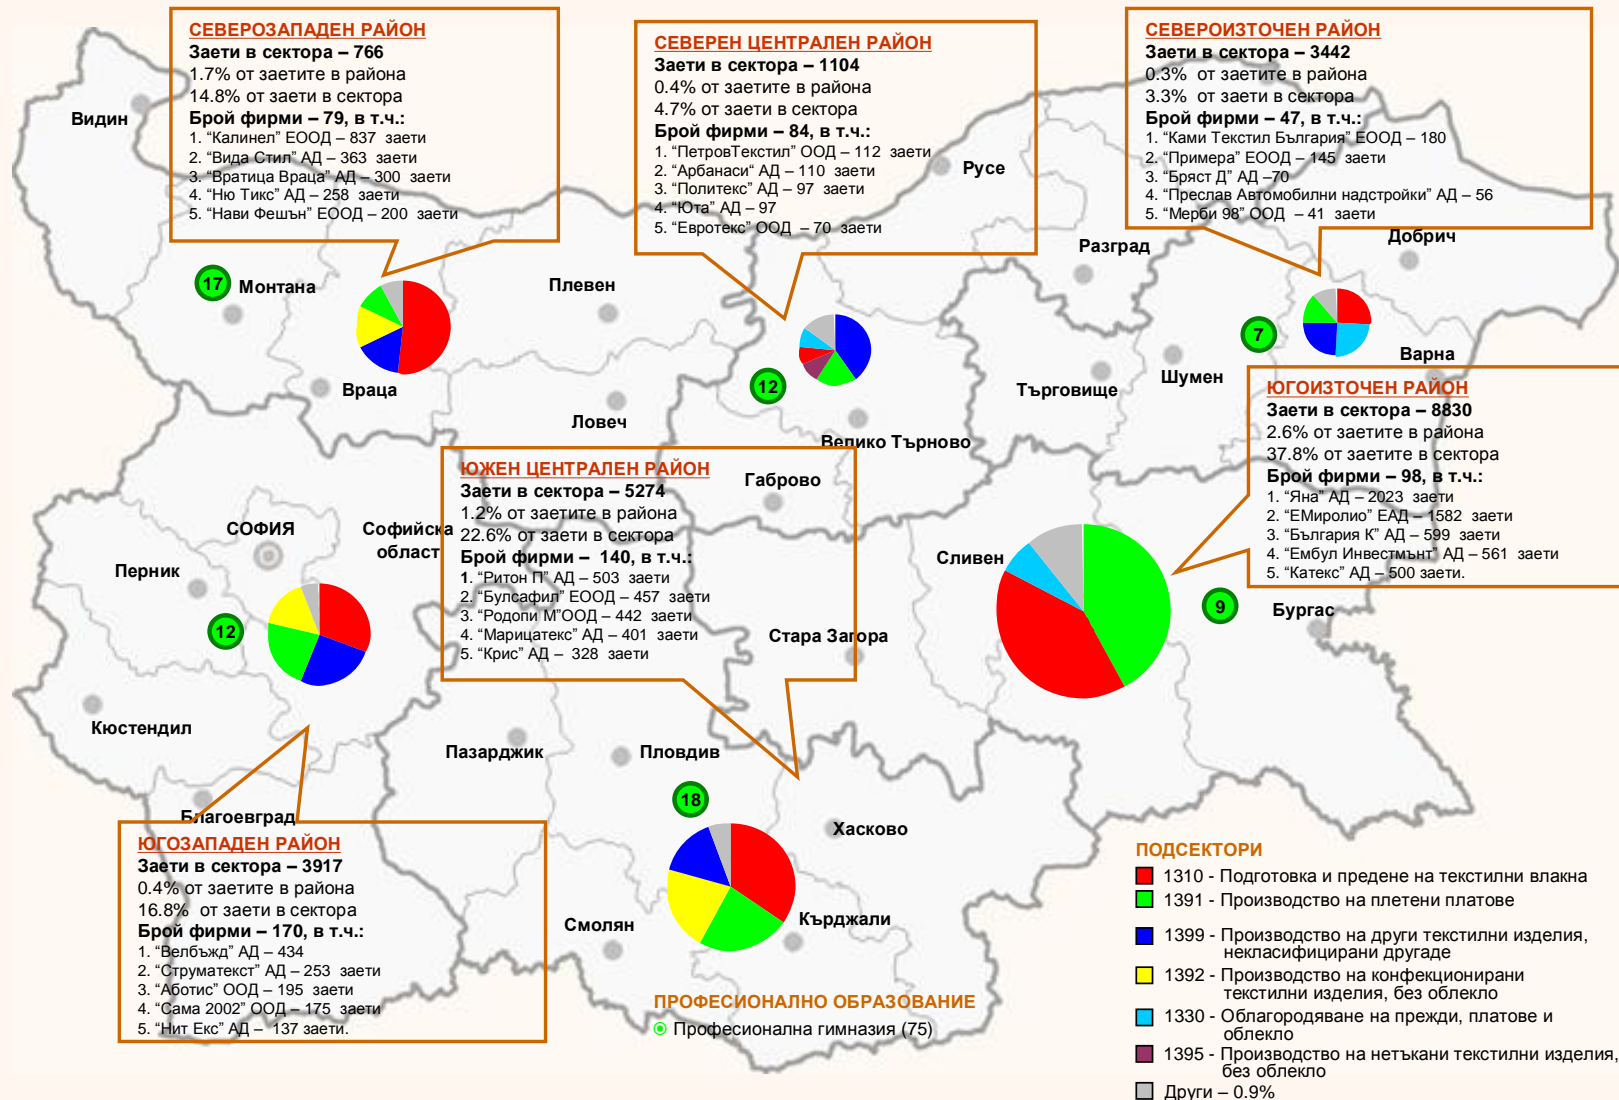 СЕВЕРОЗАПАДЕН РАЙОН
Заети в сектора – 766
1.7% от заетите в района
14.8% от заети в сектора
Брой фирми – 79, в т.ч.:
1. “Калинел” ЕООД – 837 заети
2. “Вида Стил” АД – 363 заети
3. “Вратица Враца” АД – 300 заети
4. “Ню Тикс” АД – 258 заети
5. “Нави Фешън” ЕООД – 200 заети
СЕВЕРЕН ЦЕНТРАЛЕН РАЙОН
Заети в сектора – 1104
0.4% от заетите в района
4.7% от заети в сектора
Брой фирми – 84, в т.ч.:
1. “ПетровТекстил” ООД – 112 заети
2. “Арбанаси“ АД – 110 заети
3. “Политекс” АД – 97 заети
4. “Юта” АД – 97
5. “Евротекс” ООД – 70 заети
СЕВЕРОИЗТОЧЕН РАЙОН
Заети в сектора – 3442
0.3% от заетите в района
3.3% от заети в сектора
Брой фирми – 47, в т.ч.:
1. “Ками Текстил България” ЕООД – 180
2. “Примера” ЕООД – 145 заети
3. “Бряст Д” АД –70
4. “Преслав Автомобилни надстройки” АД – 56
5. “Мерби 98” ООД – 41 заети
Видин
Русе
Разград
Добрич
17
Монтана
Плевен
7
12
Враца
Ловеч
Търговище
Шумен
Варна
Велико Търново
ЮГОИЗТОЧЕН РАЙОН
Заети в сектора – 8830
2.6% от заетите в района
37.8% от заетите в сектора
Брой фирми – 98, в т.ч.:
1. “Яна” АД – 2023 заети
2. “ЕМиролио” ЕАД – 1582 заети
3. “България К” АД – 599 заети
4. “Ембул Инвестмънт” АД – 561 заети
5. “Катекс” АД – 500 заети.
ЮЖЕН ЦЕНТРАЛЕН РАЙОН
Заети в сектора – 5274
1.2% от заетите в района
22.6% от заети в сектора
Брой фирми – 140, в т.ч.:
1. “Ритон П” АД – 503 заети
2. “Булсафил” ЕООД – 457 заети
3. “Родопи М”ООД – 442 заети
4. “Марицатекс” АД – 401 заети
5. “Крис” АД – 328 заети
Габрово
СОФИЯ
Софийска
област
Перник
Сливен
12
9
Бургас
Стара Загора
Кюстендил
Пазарджик
Пловдив
18
Благоевград
Хасково
ЮГОЗАПАДЕН РАЙОН
Заети в сектора – 3917
0.4% от заетите в района
16.8% от заети в сектора
Брой фирми – 170, в т.ч.:
1. “Велбъжд” АД – 434
2. “Струматекст” АД – 253 заети
3. “Аботис” ООД – 195 заети
4. “Сама 2002” ООД – 175 заети
5. “Нит Екс” АД – 137 заети.
Смолян
Кърджали
ПРОФЕСИОНАЛНО ОБРАЗОВАНИЕ
Професионална гимназия (75)
ПОДСЕКТОРИ
1310 - Подготовка и предене на текстилни влакна
1391 - Производство на плетени платове
1399 - Производство на други текстилни изделия,
некласифицирани другаде
1392 - Производство на конфекционирани
текстилни изделия, без облекло
1330 - Облагородяване на прежди, платове и
облекло
1395 - Производство на нетъкани текстилни изделия,
без облекло
Други – 0.9%